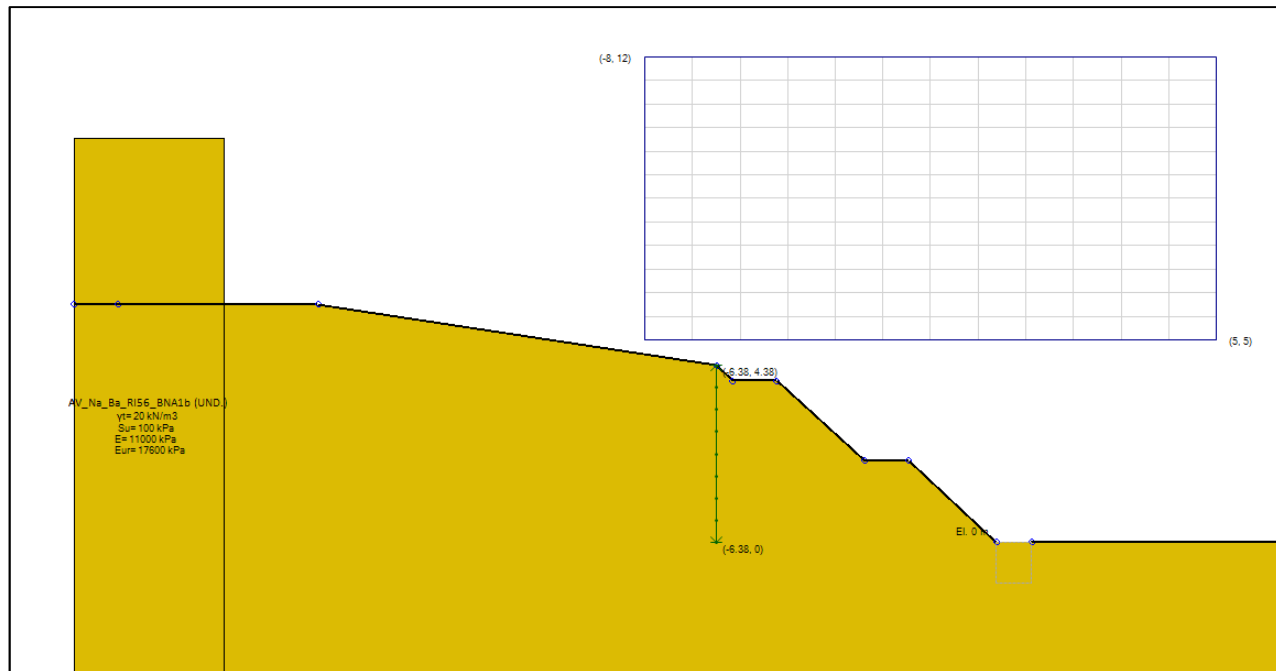 (-8, 12)
(5, 5)
(-6.38, 4.38)
AV_Na_Ba_RI56_BNA1b (UND.)
γt= 20 kN/m3
Su= 100 kPa
E= 11000 kPa
Eur= 17600 kPa
El. 0 m
(-6.38, 0)